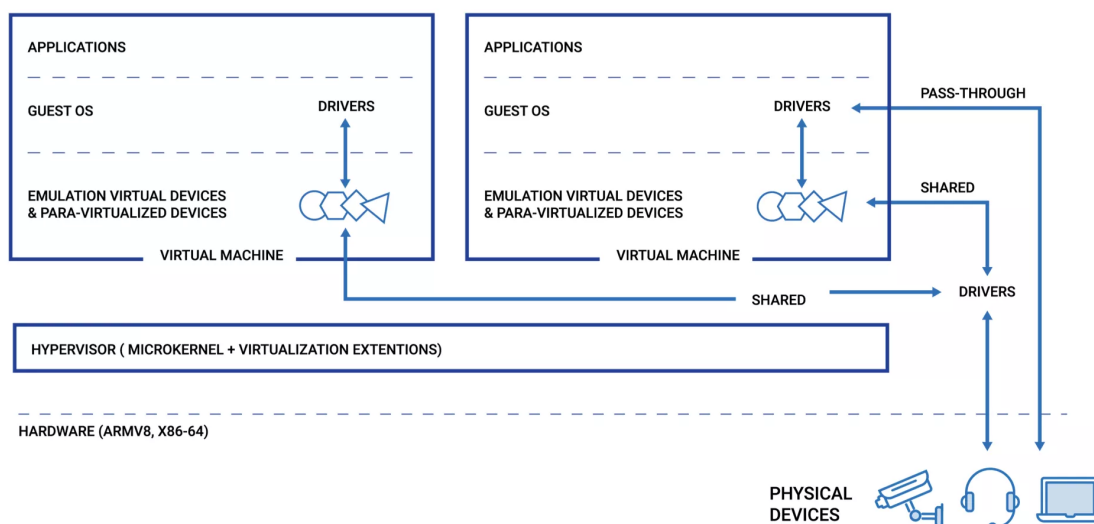 APPLICATIONS
GUEST OS
DRIVERS
EMULATION VIRTUAL DEVICES
& PARA-VIRTUALIZED DEVICES
VIRTUAL MACHINE
APPLICATIONS
GUEST OS
DRIVERS
EMULATION VIRTUAL DEVICES
& PARA-VIRTUALIZED DEVICES
VIRTUAL MACHINE
PASS-THROUGH
SHARED
SHARED
DRIVERS
HYPERVISOR ( MICROKERNEL + VIRTUALIZATION EXTENTIONS)
HARDWARE (ARMV8, X86-64)
PHYSICAL
DEVICES